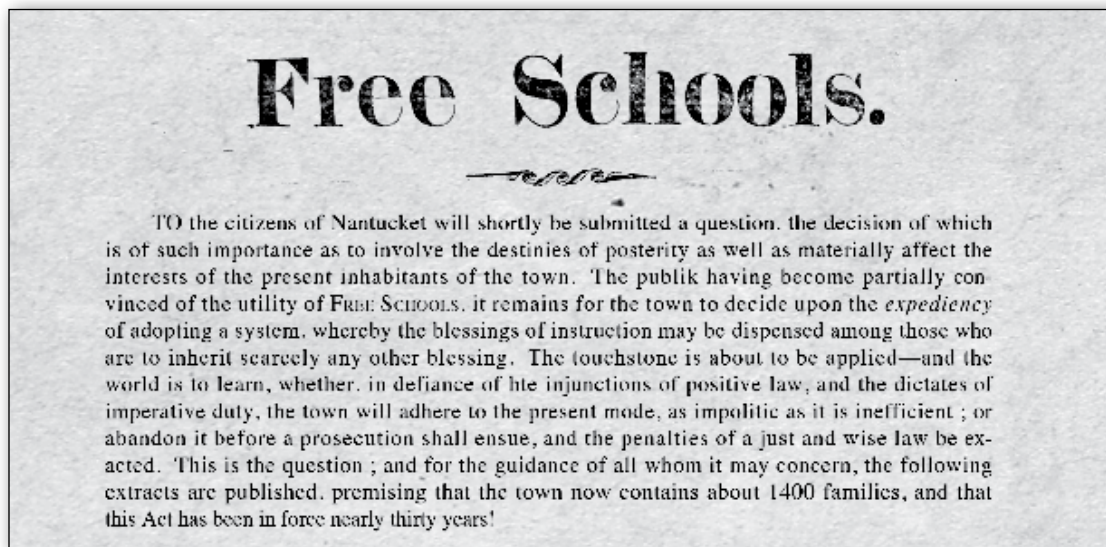 Free Schools.
TO the citizens of Nantucket will shortly be submitted a question. the decision of which
is of such importance as to involve the destinies of posterity as well as materially affect the
interests of the present inhabitants of the town. The publik having become partially con-
vinced of the utility of FREE SCHOOLS. it remains for the town to decide upon the expediency
of adopting a system. whereby the blessings of instruction may be dispensed among those who
are to inherit scarcely any other blessing. The touchstone is about to be applied—and the
world is to learn, whether. in defiance of hte injunctions of positive law, and the dictates of
imperative duty, the town will adhere to the present mode, as impolitic as it is inefficient ; or
abandon it before a prosecution shall ensue, and the penalties of a just and wise law be ex-
acted. This is the question ; and for the guidance of all whom it may concern, the following
extracts are published. premising that the town now contains about 1400 families, and that
this Act has been in force nearly thirty years!